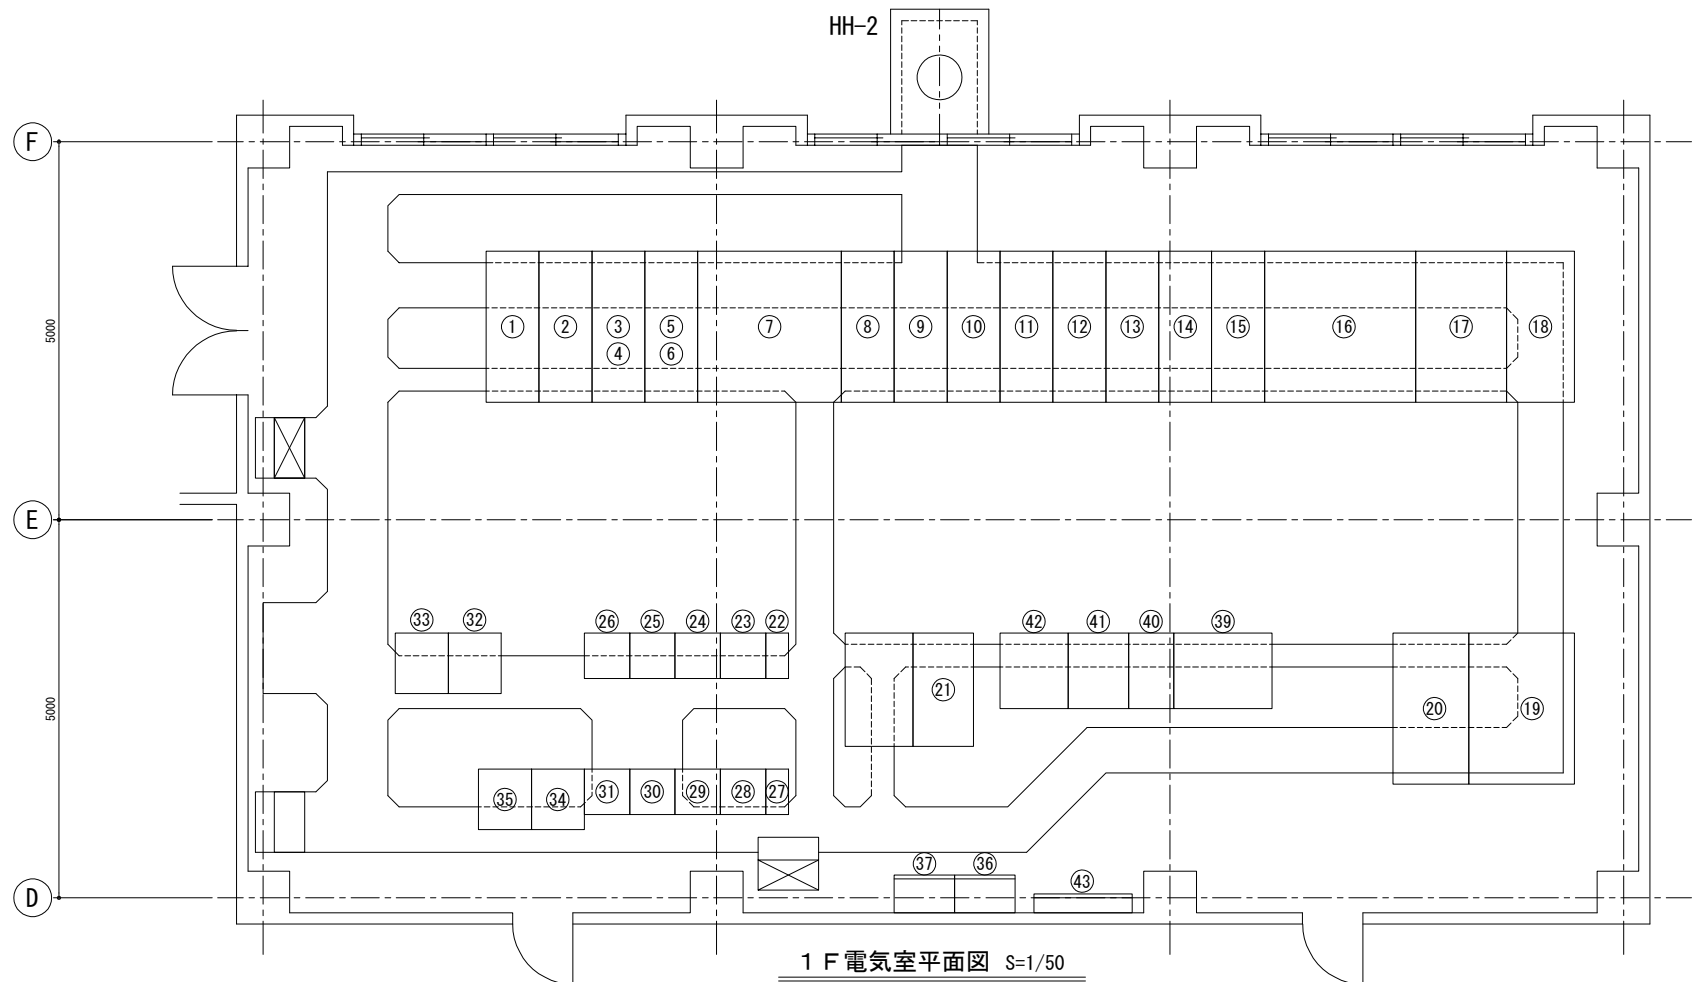 HH-2
F
5000
① ② ③ ⑤ ⑦ ⑧ ⑨ ⑩ ⑪ ⑫ ⑬ ⑭ ⑮ ⑯ ⑰ ⑱
④ ⑥
E
㉝ ㉜ ㉖ ㉕ ㉔ ㉓ ㉒ ㊷ ㊶ ㊵ ㊴
5000
㉑ ⑳ ⑲
㉟ ㉞ ㉛ ㉚ ㉙ ㉘ ㉗
㊲ ㊱ ㊸
D
1F電気室平面図 S=1/50